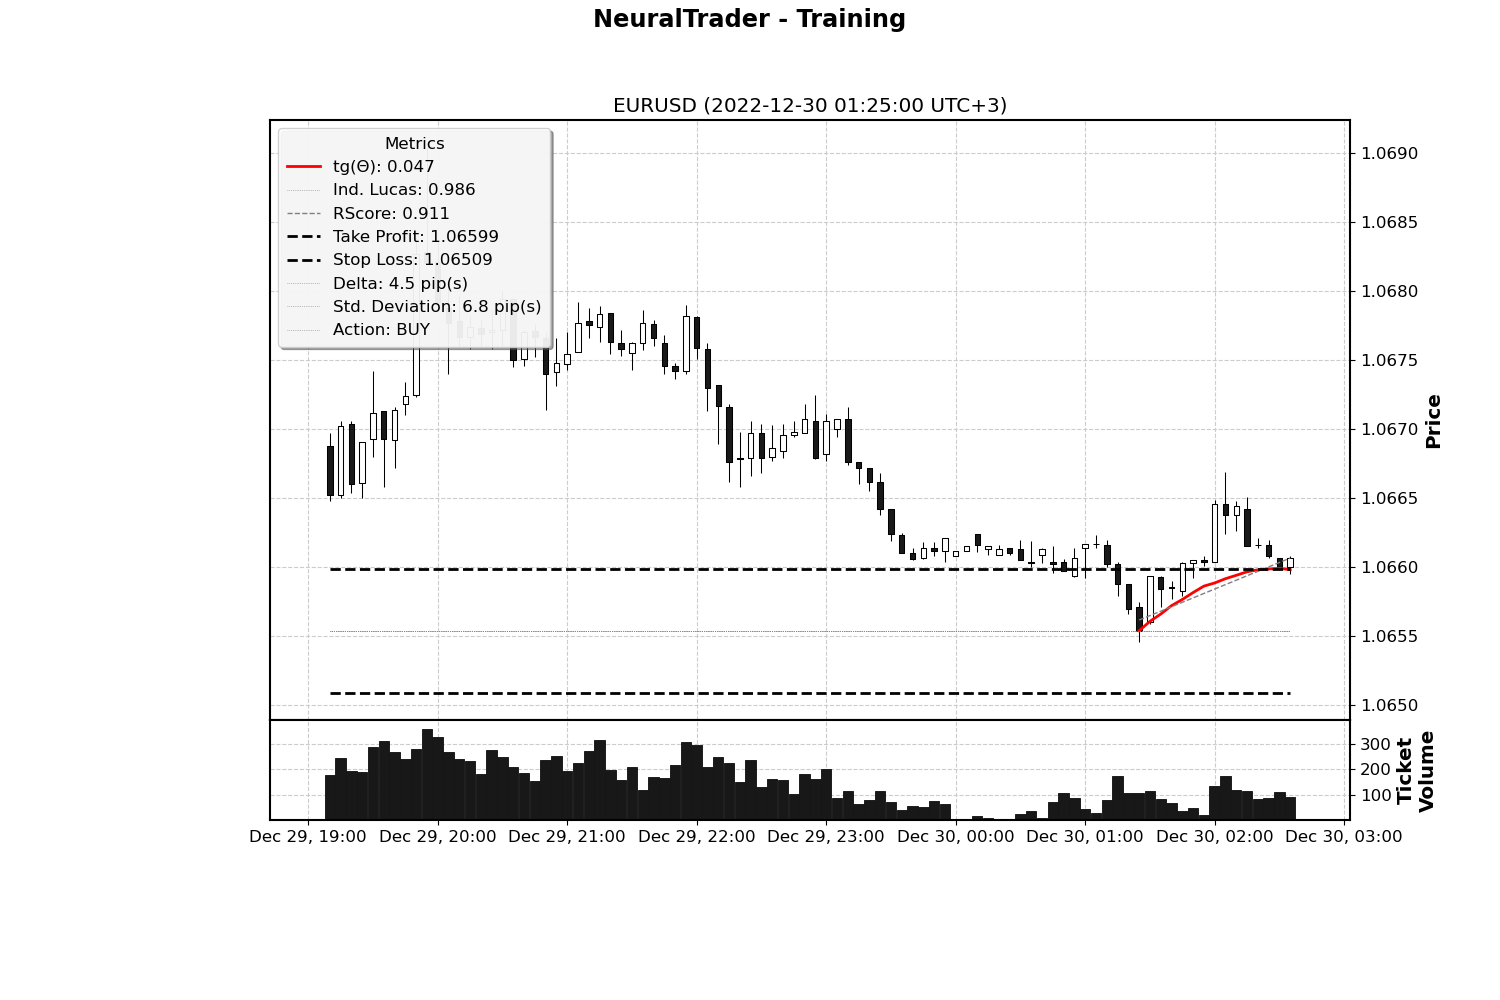 NeuralTrader - Training
EURUSD (2022-12-30 01:25:00 UTC+3)
Metrics
tg(Θ): 0.047
Ind. Lucas: 0.986
RScore: 0.911
Take Profit: 1.06599
Stop Loss: 1.06509
Delta: 4.5 pip(s)
Std. Deviation: 6.8 pip(s)
Action: BUY
1.0690
1.0685
1.0680
1.0675
1.0670
1.0665
1.0660
1.0655
1.0650
Price
300
200
100
Ticket
Volume
Dec 29, 19:00
Dec 29, 20:00
Dec 29, 21:00
Dec 29, 22:00
Dec 29, 23:00
Dec 30, 00:00
Dec 30, 01:00
Dec 30, 02:00
Dec 30, 03:00